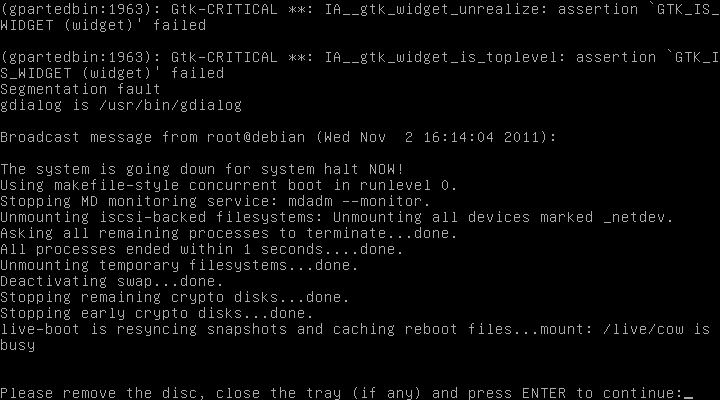 (gpartedbin:1963): Gtk-CRITICAL **: IA__gtk_widget_unrealize: assertion `GTK_IS_
WIDGET (widget)' failed
(gpartedbin:1963): Gtk-CRITICAL **: IA__gtk_widget_is_toplevel: assertion `GTK_I
S_WIDGET (widget)' failed
Segmentation fault
gdialog is /usr/bin/gdialog
Broadcast message from root@debian (Wed Nov  2 16:14:04 2011):
The system is going down for system halt NOW!
Using makefile-style concurrent boot in runlevel 0.
Stopping MD monitoring service: mdadm --monitor.
Unmounting iscsi-backed filesystems: Unmounting all devices marked _netdev.
Asking all remaining processes to terminate...done.
All processes ended within 1 seconds....done.
Unmounting temporary filesystems...done.
Deactivating swap...done.
Stopping remaining crypto disks...done.
Stopping early crypto disks...done.
live-boot is resyncing snapshots and caching reboot files...mount: /live/cow is
busy
Please remove the disc, close the tray (if any) and press ENTER to continue:_